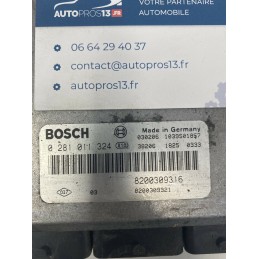 VOTRE PARTENAIRE
AUTOMOBILE
AUTOPROS13.FR
06 64 29 40 37
contact@autopros13.fr
autopros13.fr
BOSCH
Made in Germany
0 281 011 324
8200309316
8200309321